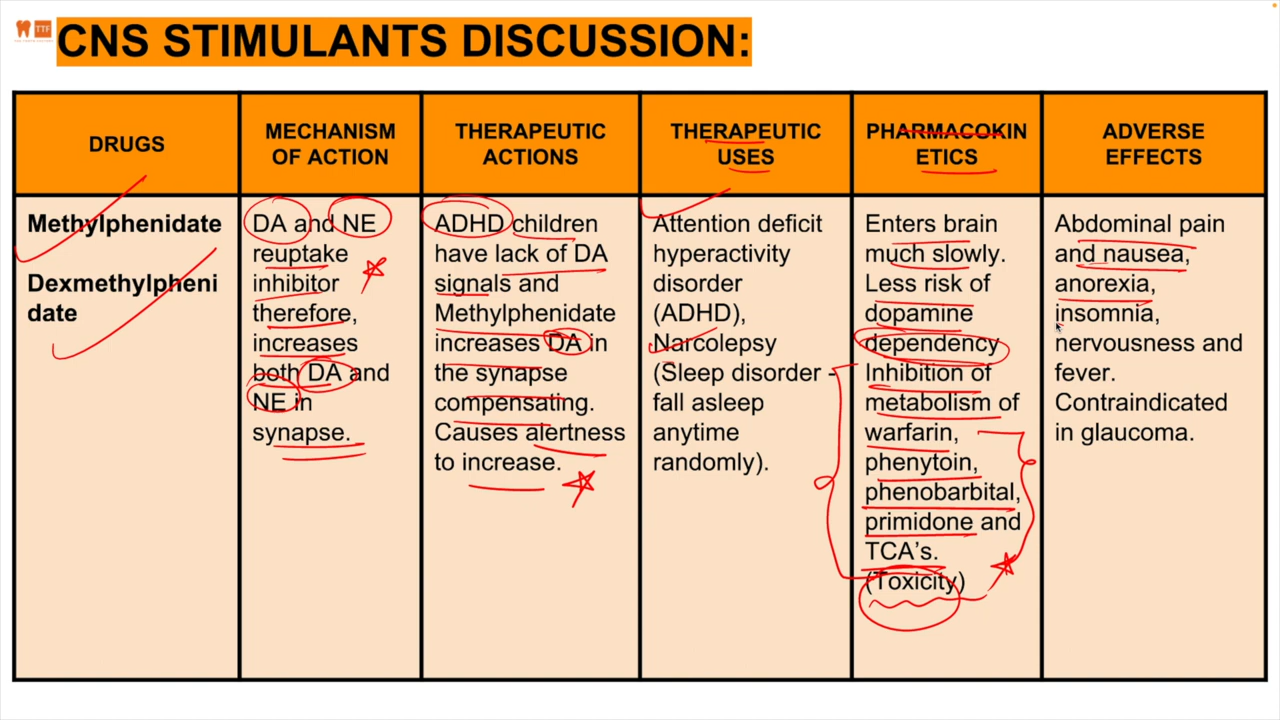 TTF
CNS STIMULANTS DISCUSSION:
DRUGS
MECHANISM
OF ACTION
THERAPEUTIC
ACTIONS
THERAPEUTIC
USES
PHARMACOKIN
ETICS
ADVERSE
EFFECTS
Methylphenidate
Dexmethylpheni
date
DA and NE
reuptake
inhibitor
therefore,
increases
both DA and
NE in
synapse.
ADHD children
have lack of DA
signals and
Methylphenidate
increases DA in
the synapse
compensating.
Causes alertness
to increase.
Attention deficit
hyperactivity
disorder
(ADHD),
Narcolepsy
(Sleep disorder -
fall asleep
anytime
randomly).
Enters brain
much slowly.
Less risk of
dopamine
dependency
Inhibition of
metabolism of
warfarin,
phenytoin,
phenobarbital,
primidone and
TCA's.
(Toxicity)
Abdominal pain
and nausea,
anorexia,
insomnia,
nervousness and
fever.
Contraindicated
in glaucoma.